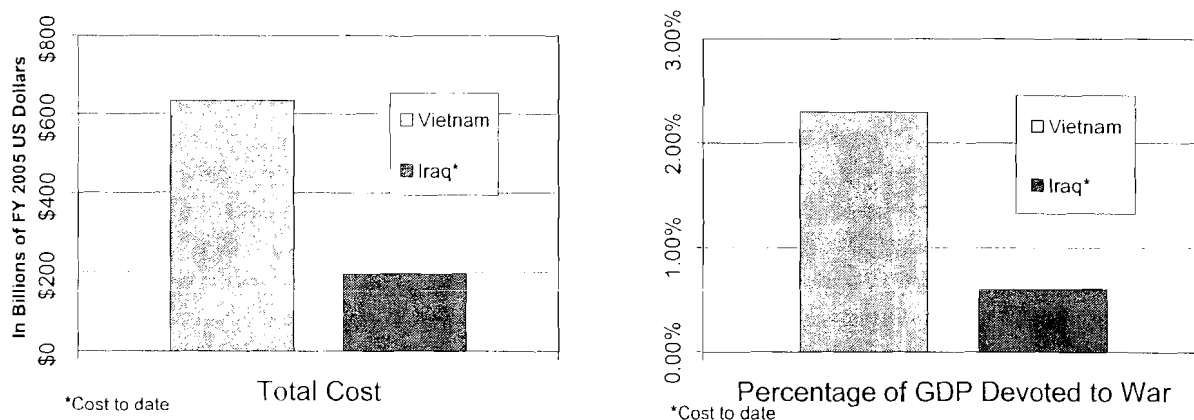 In Billions of FY 2005 US Dollars
$800
$600
$400
$200
$0
Vietnam
Iraq*
Total Cost
*Cost to date
3.00%
2.00%
1.00%
0.00%
Vietnam
Iraq*
Percentage of GDP Devoted to War
*Cost to date